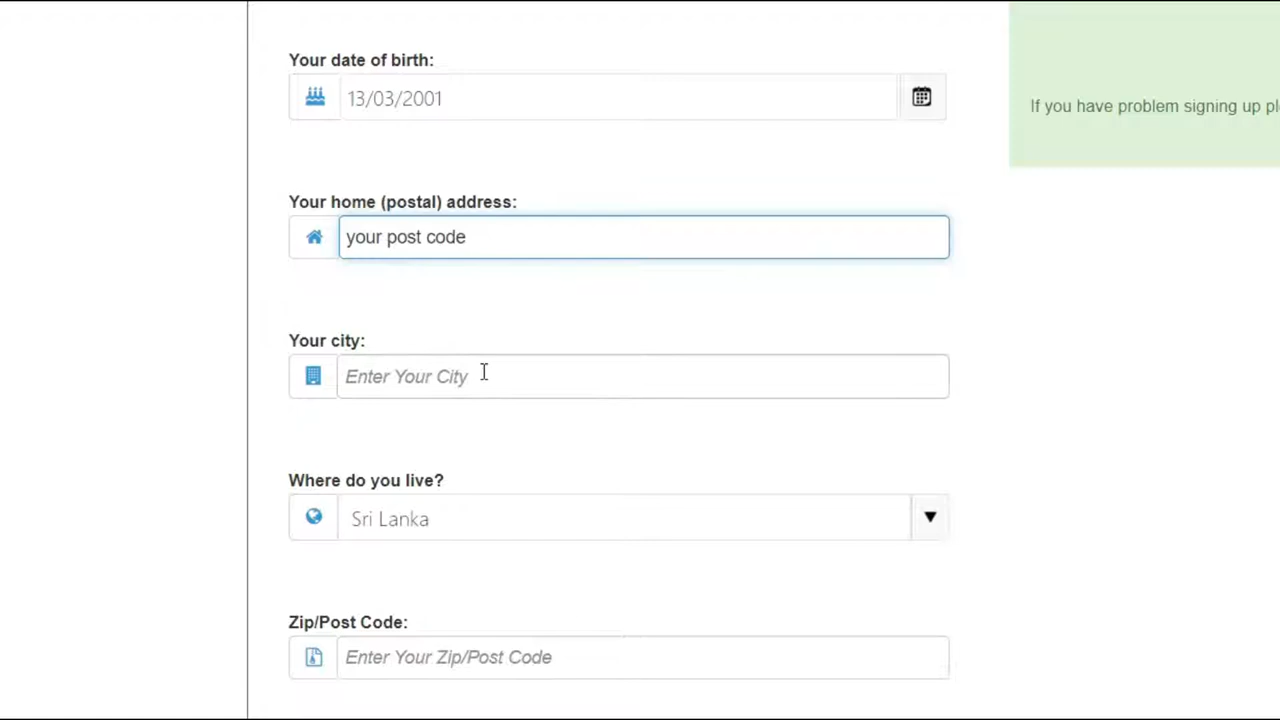 Your date of birth:
13/03/2001
If you have problem signing up
Your home (postal) address:
your post code
Your city:
Enter Your City
Where do you live?
Sri Lanka
Zip/Post Code:
Enter Your Zip/Post Code